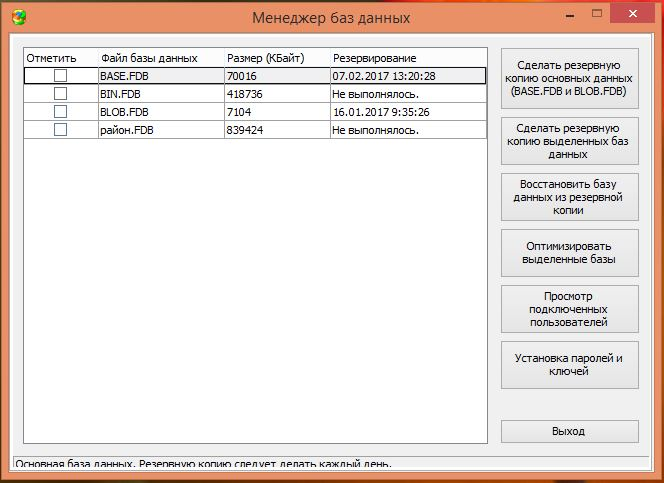 Менеджер баз данных
Отметить Файл базы данных Размер (КБайт) Резервирование
BASE.FDB 70016 07.02.2017 13:20:28
BIN.FDB 418736 Не выполнялось.
BLOB.FDB 7104 16.01.2017 9:35:26
район.FDB 839424 Не выполнялось.
Сделать резервную
копию основных данных
(BASE.FDB и BLOB.FDB)
Сделать резервную
копию выделенных баз
данных
Восстановить базу
данных из резервной
копии
Оптимизировать
выделенные базы
Просмотр
подключенных
пользователей
Установка паролей и
ключей
Выход
Основная база данных. Резервную копию следует делать каждый день.